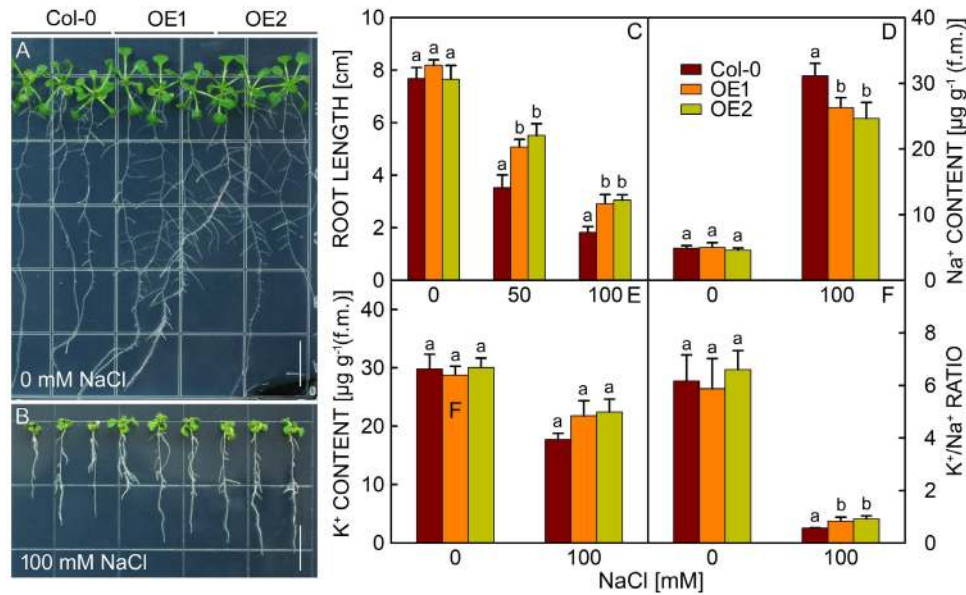 Col-0 OE1 OE2
A
0 mM NaCl
B
100 mM NaCl
10
8
6
4
2
0
ROOT LENGTH [cm]
C
a a a
a b b
a b b
0 50 100
D
40
30
20
10
0
Na⁺ CONTENT [µg g⁻¹ (f.m.)]
Col-0
OE1
OE2
a a a
a b b
0 100
E
40
30
20
10
0
K⁺ CONTENT [µg g⁻¹(f.m.)]
a a a
F
a a a
0 100
F
8
6
4
2
0
K⁺/Na⁺ RATIO
a a a
a b b
0 100
NaCl [mM]